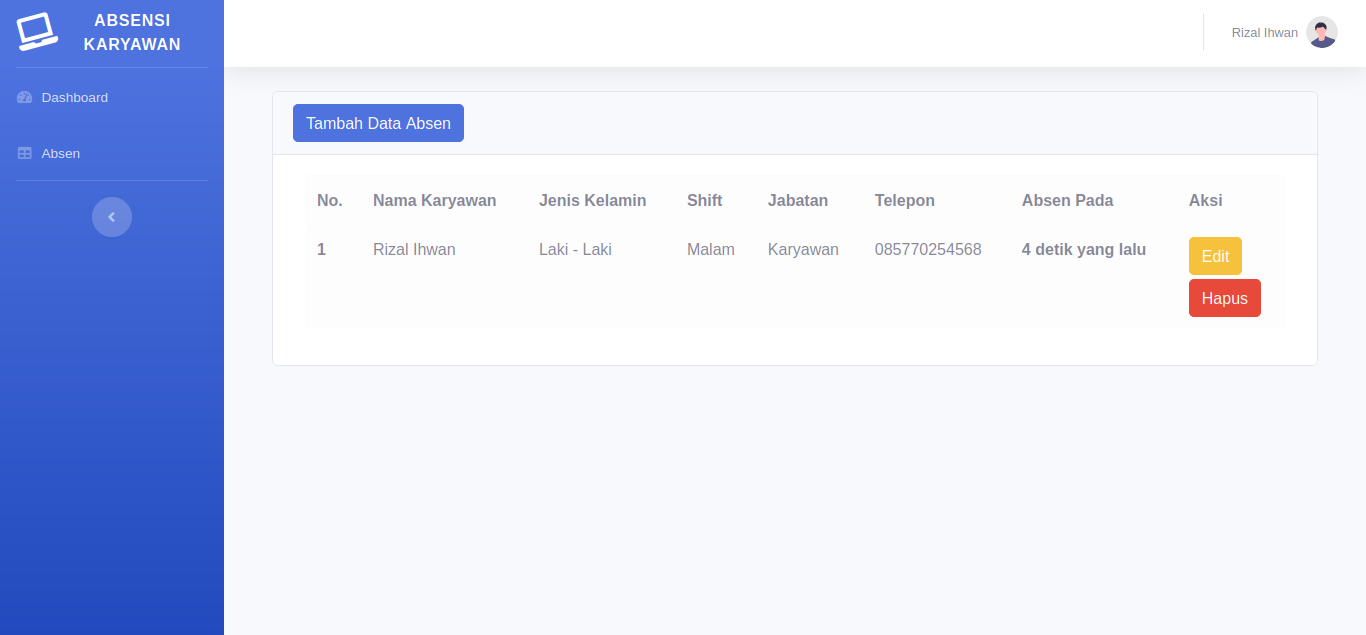 ABSENSI
KARYAWAN
Rizal Ihwan
Dashboard
Absen
Tambah Data Absen
No. Nama Karyawan Jenis Kelamin Shift Jabatan Telepon Absen Pada Aksi
1 Rizal Ihwan Laki - Laki Malam Karyawan 085770254568 4 detik yang lalu Edit
Hapus